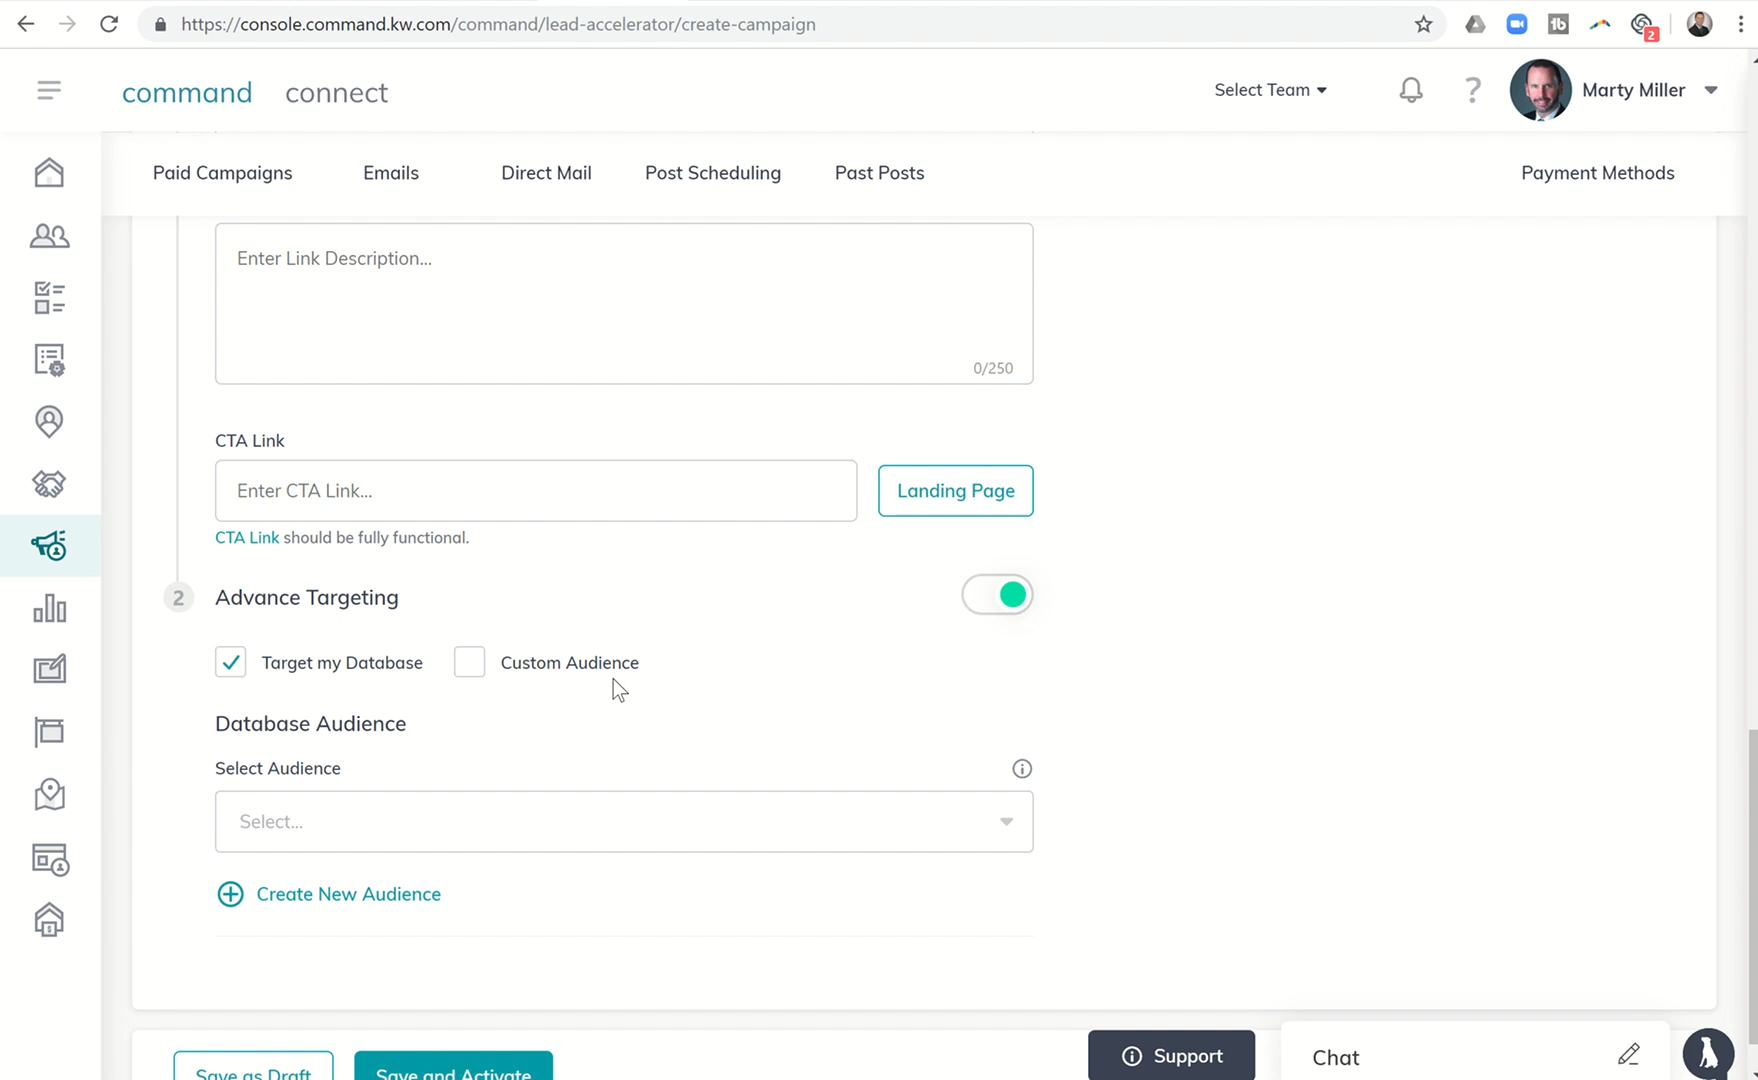 https://console.command.kw.com/command/lead-accelerator/create-campaign
2
command connect Select Team ? Marty Miller
Paid Campaigns Emails Direct Mail Post Scheduling Past Posts Payment Methods
Enter Link Description...
0/250
CTA Link
Enter CTA Link... Landing Page
CTA Link should be fully functional.
2 Advance Targeting
Target my Database Custom Audience
Database Audience
Select Audience
Select...
Create New Audience
Save as Draft Save and Activate Support Chat